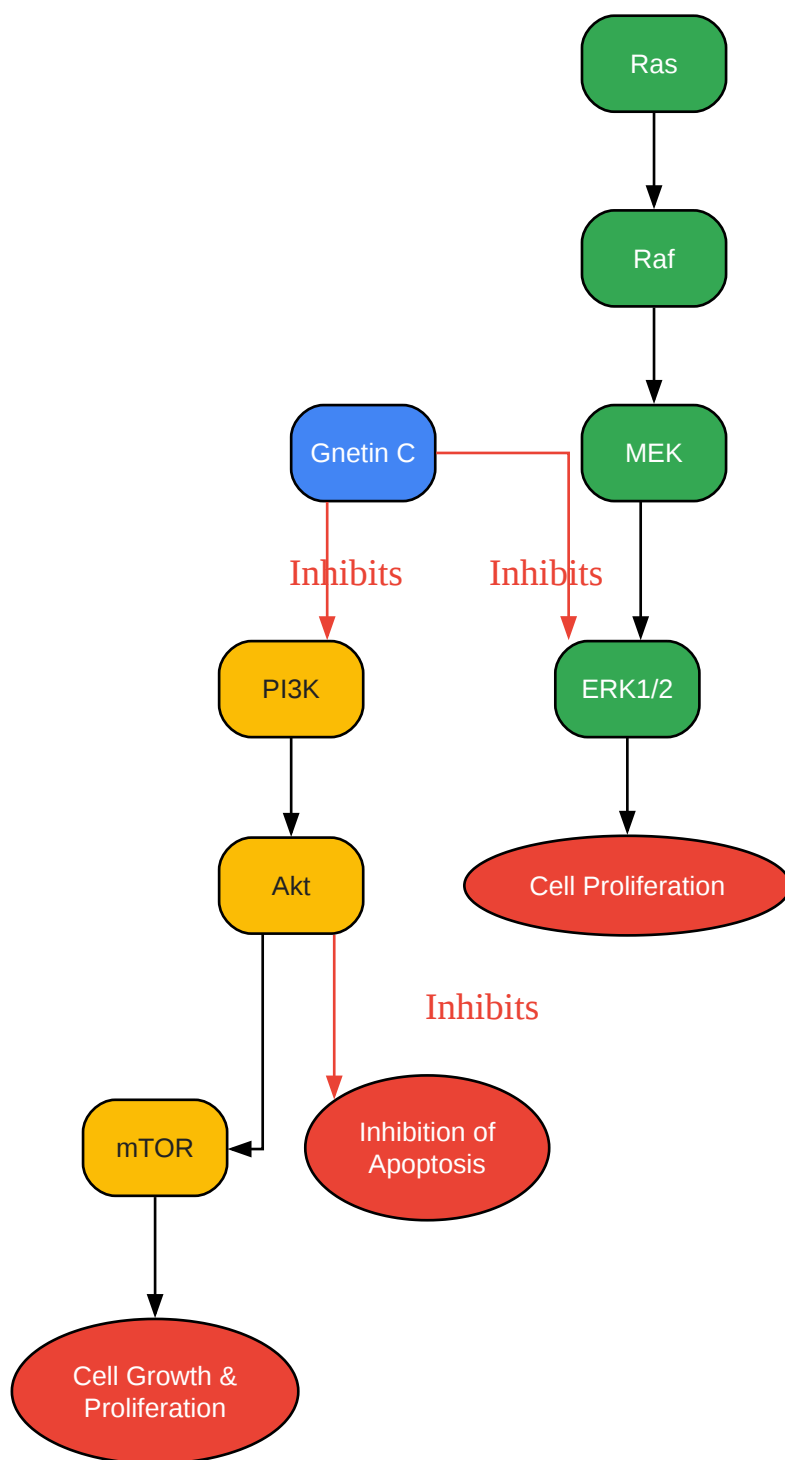 Ras
Raf
Gnetin C
MEK
Inhibits
Inhibits
PI3K
ERK1/2
Akt
Cell Proliferation
Inhibits
mTOR
Inhibition of
Apoptosis
Cell Growth &
Proliferation